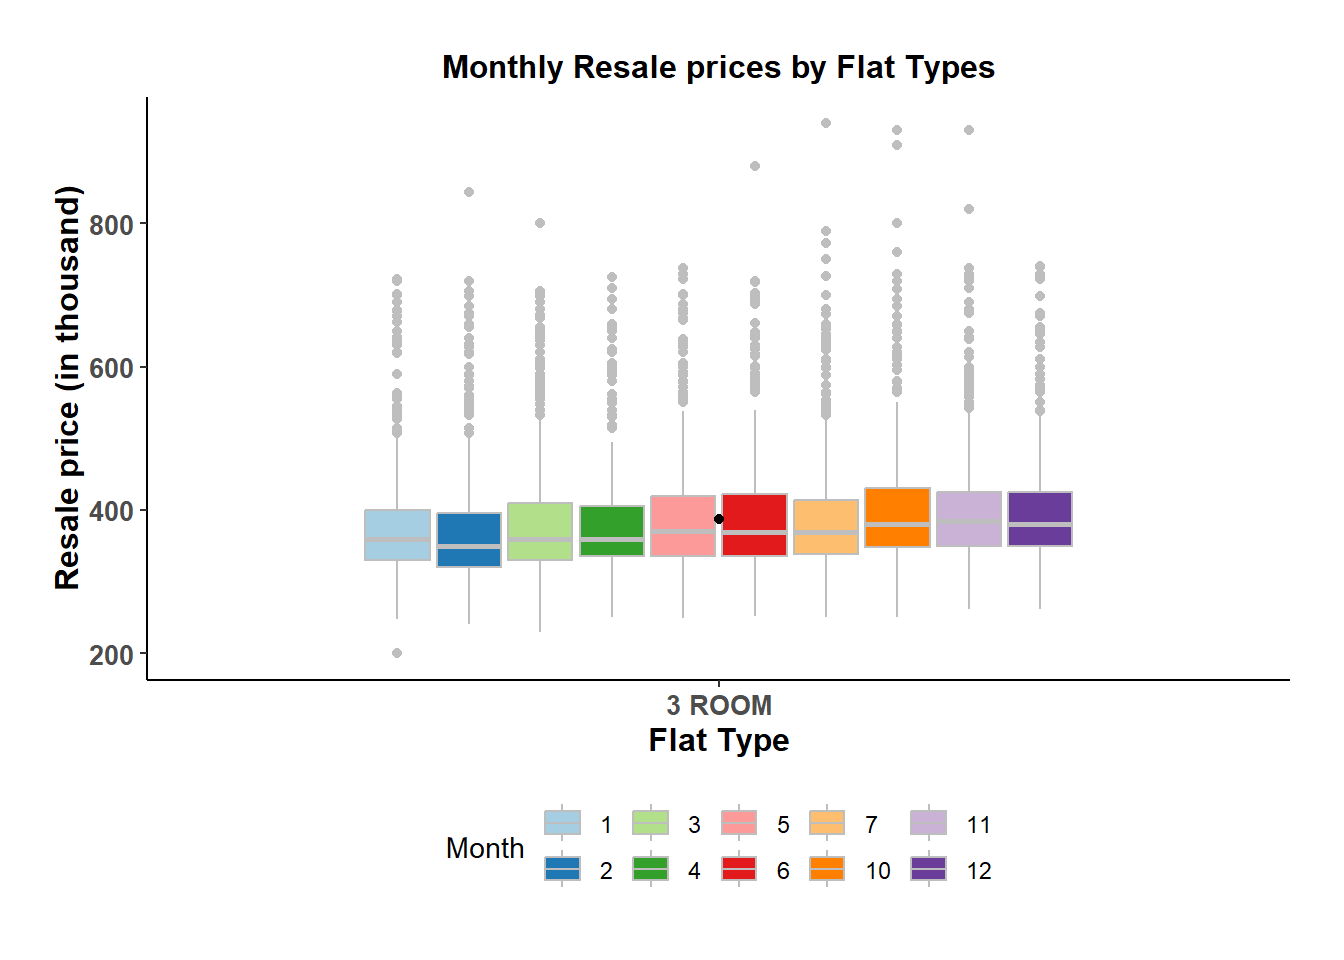 Monthly Resale prices by Flat Types
Resale price (in thousand)
800
600
400
200
3 ROOM
Flat Type
Month
1 3 5 7 11
2 4 6 10 12